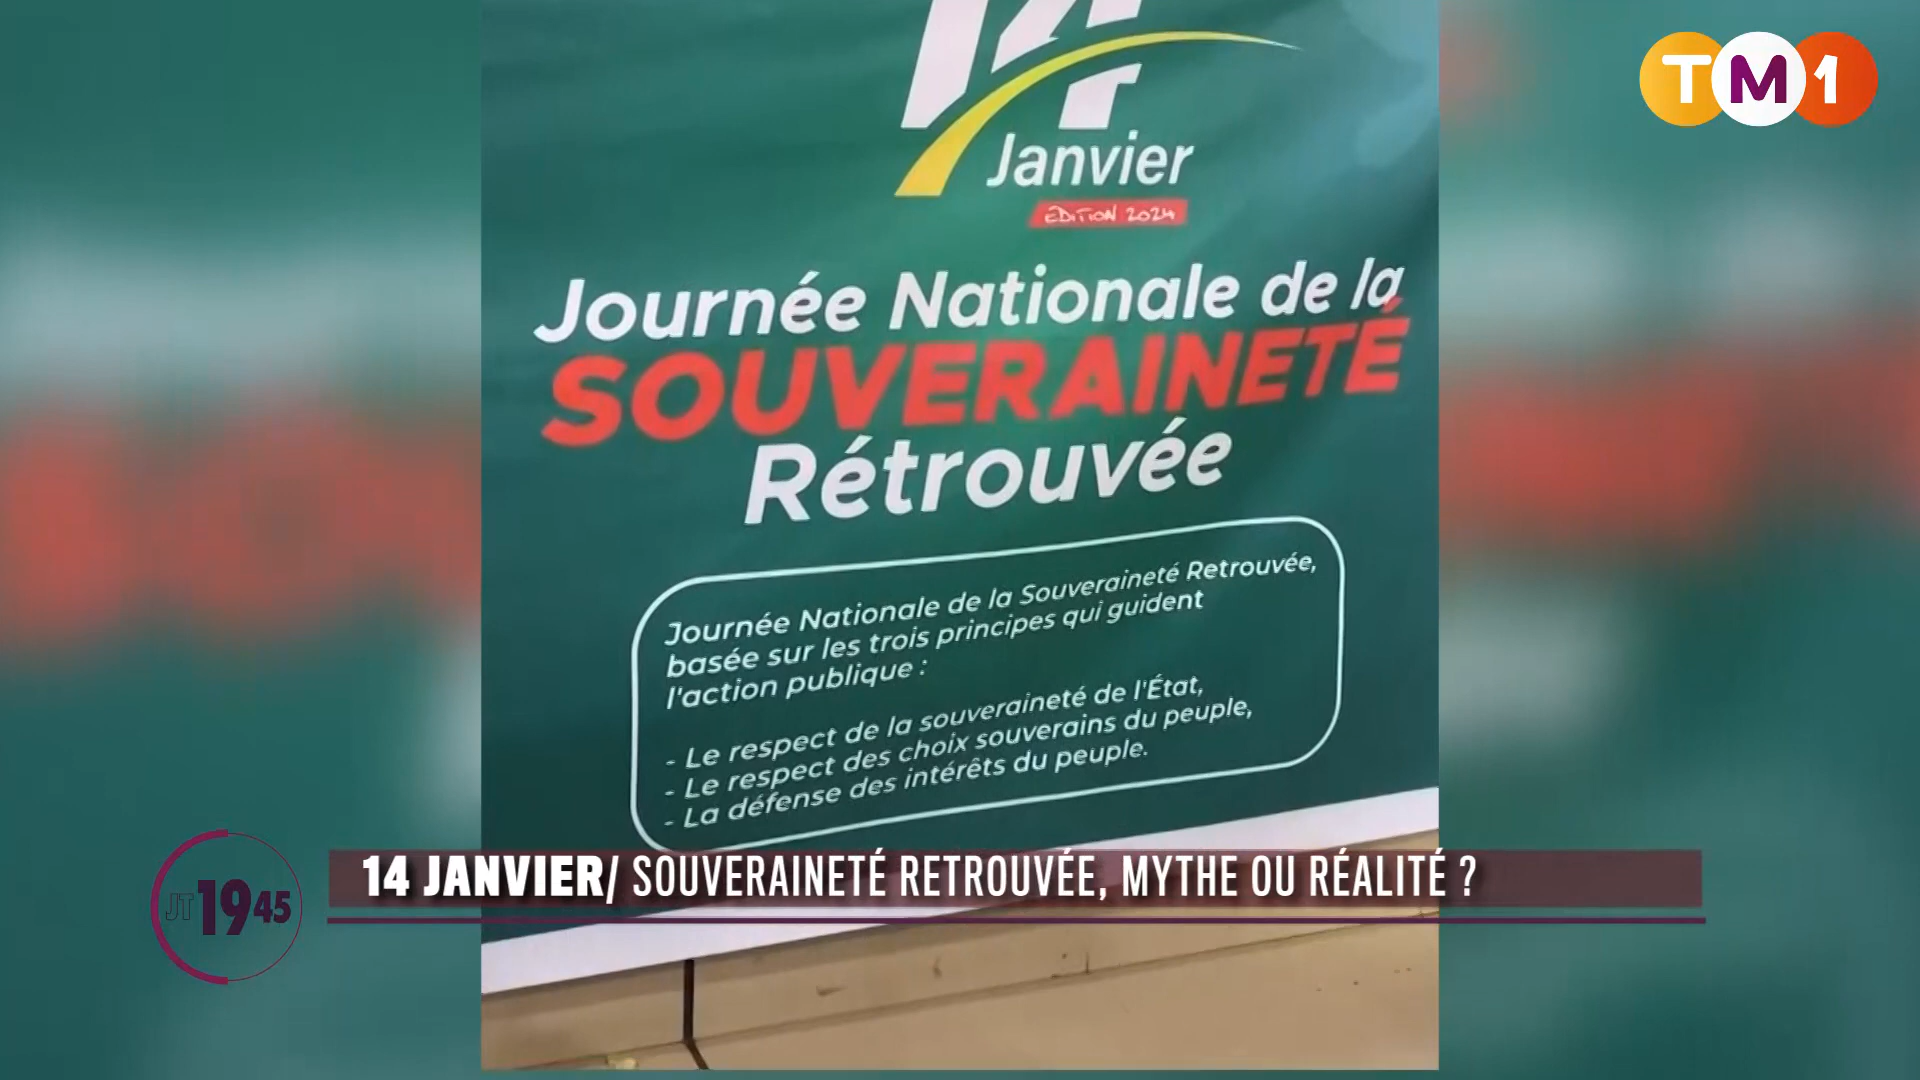 14
Janvier
EDITION 2024
Journée Nationale de la
SOUVERAINETÉ
Rétrouvée
Journée Nationale de la Souveraineté Retrouvée,
basée sur les trois principes qui guident
l'action publique :
- Le respect de la souveraineté de l'État,
- Le respect des choix souverains du peuple,
- La défense des intérêts du peuple.
TM1
JT 1945
14 JANVIER/ SOUVERAINETÉ RETROUVÉE, MYTHE OU RÉALITÉ ?